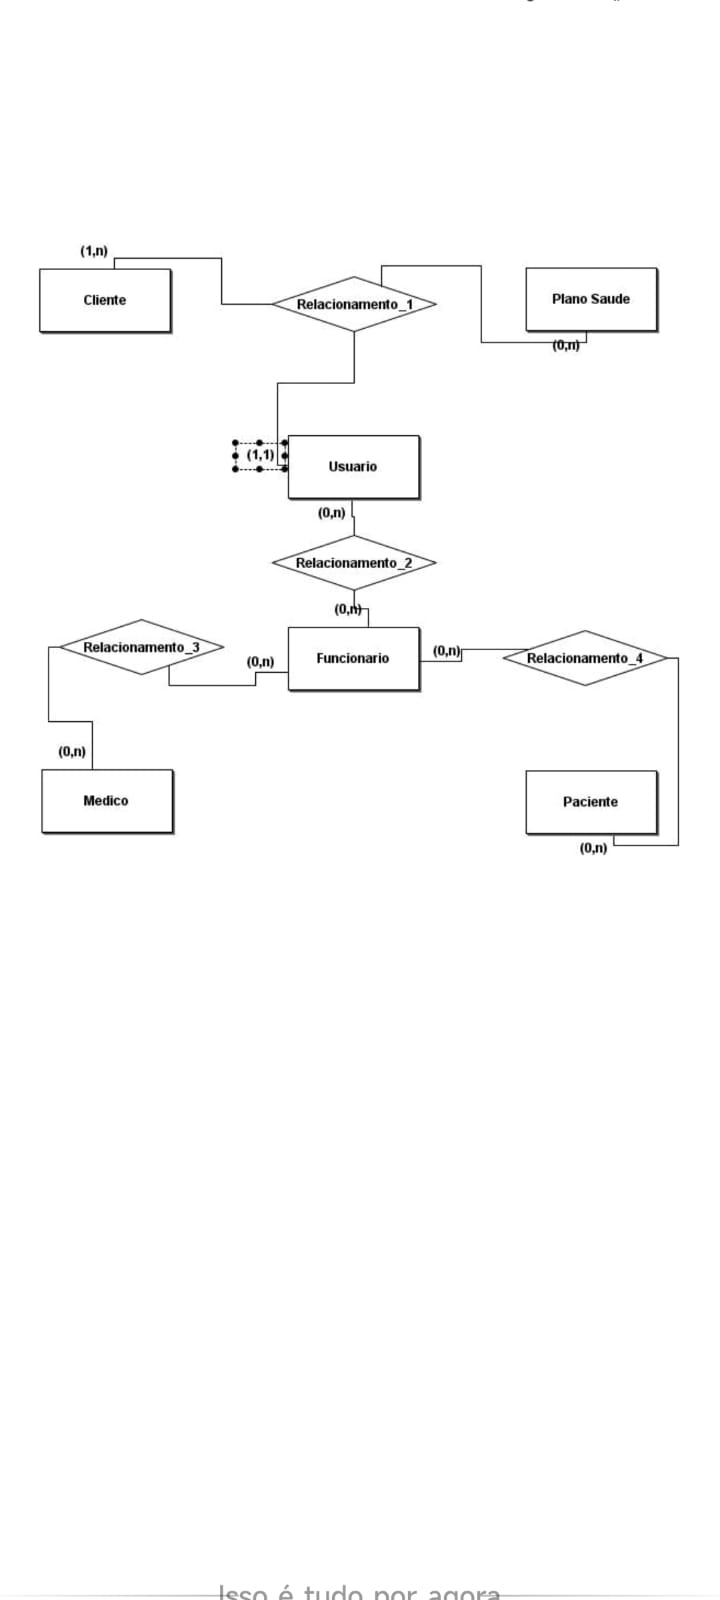 (1,n)
Cliente
Relacionamento_1
Plano Saude
(0,n)
(1,1)
Usuario
(0,n)
Relacionamento_2
(0,n)
Relacionamento_3
(0,n)
Funcionario
(0,n)
Relacionamento_4
(0,n)
Medico
Paciente
(0,n)
Isso é tudo por agora